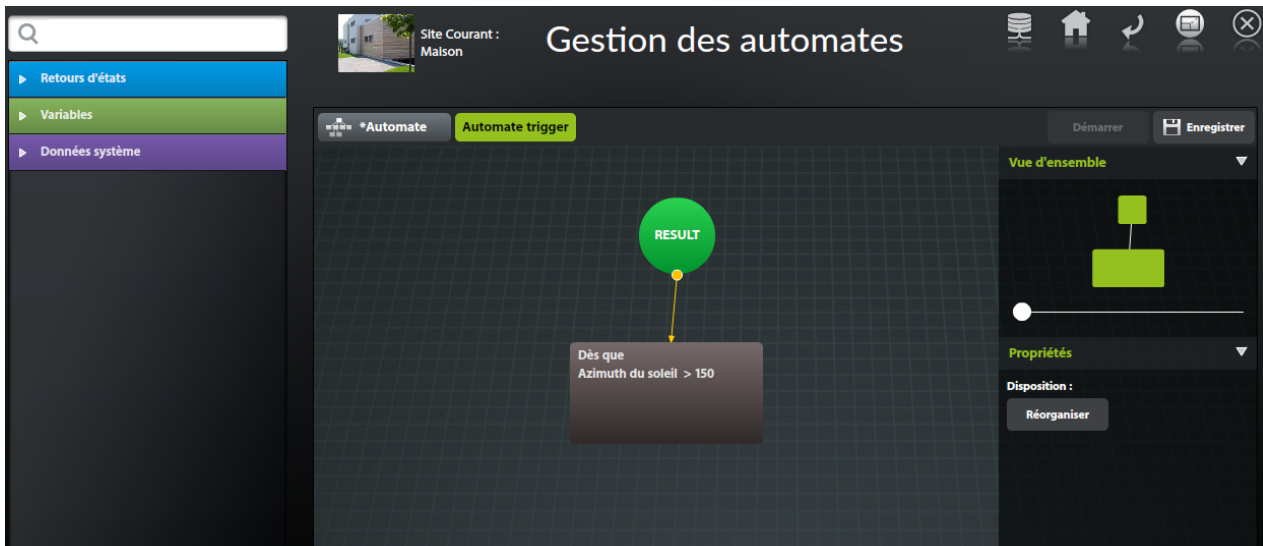 Site Courant :
Maison
Gestion des automates
Retours d'états
Variables
Données système
*Automate
Automate trigger
Démarrer
Enregistrer
RESULT
Dès que
Azimuth du soleil > 150
Vue d'ensemble
Propriétés
Disposition :
Réorganiser